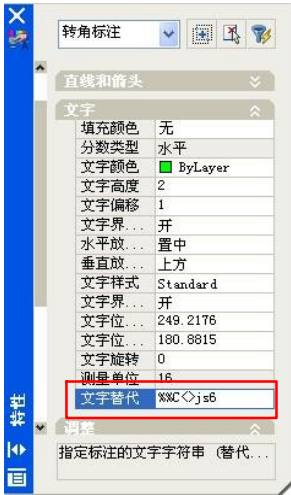 转角标注
直线和箭头
文字
填充颜色 无
分数类型 水平
文字颜色 ByLayer
文字高度 2
文字偏移 1
文字界... 开
水平放... 置中
垂直放... 上方
文字样式 Standard
文字界... 开
文字位... 249.2176
文字位... 180.8815
文字旋转 0
测量单位 16
文字替代 %%C<>js6
调整
指定标注的文字字符串 (替代...
特性